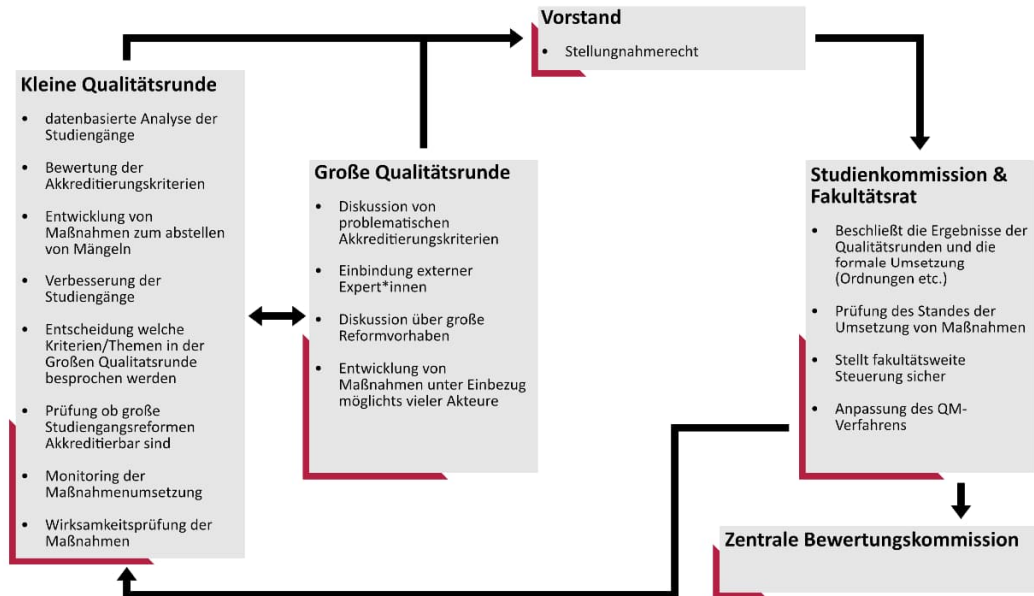 Vorstand
• Stellungnahmerecht
Kleine Qualitätsrunde
• datenbasierte Analyse der
Studiengänge
• Bewertung der
Akkreditierungskriterien
• Entwicklung von
Maßnahmen zum abstellen
von Mängeln
• Verbesserung der
Studiengänge
• Entscheidung welche
Kriterien/Themen in der
Großen Qualitatsrunde
besprochen werden
• Prüfung ob große
Studiengangsreformen
Akkreditierbar sind
• Monitoring der
Maßnahmenumsetzung
• Wirksamkeitsprüfung der
Maßnahmen
Große Qualitätsrunde
• Diskussion von
problematischen
Akkreditierungskriterien
• Einbindung externer
Expert*innen
• Diskussion über große
Reformvorhaben
• Entwicklung von
Maßnahmen unter Einbezug
möglichts vieler Akteure
Studienkommission &
Fakultätsrat
• Beschließt die Ergebnisse der
Qualitätsrunden und die
formale Umsetzung
(Ordnungen etc.)
• Prüfung des Standes der
Umsetzung von Maßnahmen
• Stellt fakultätsweite
Steuerung sicher
• Anpassung des QM-
Verfahrens
Zentrale Bewertungskommission